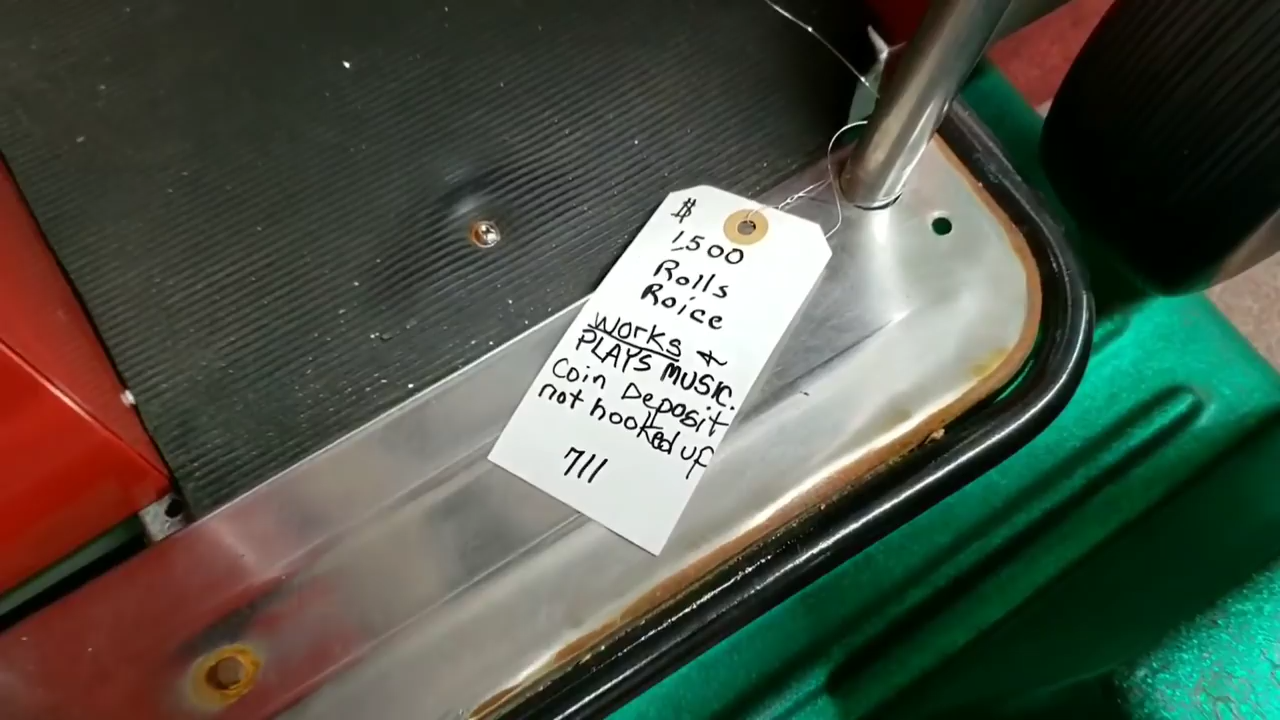 $
1,500
Rolls
Roice
works &
PLAYS MUSIC.
Coin Deposit
not hooked up
711